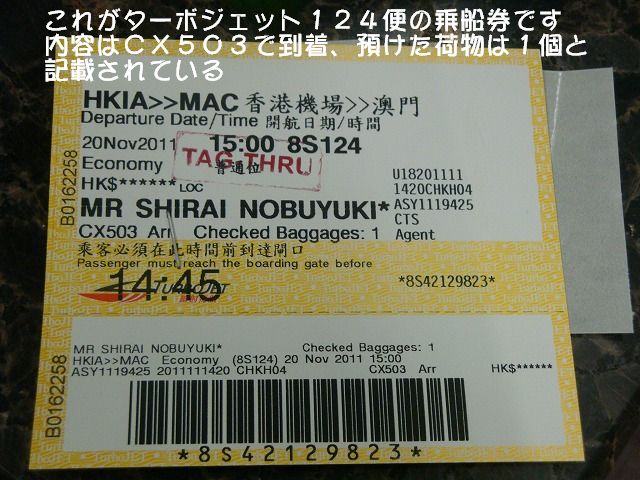 これがターボジェット１２４便の乗船券です
内容はＣＸ５０３で到着、預けた荷物は１個と
記載されている
HKIA>>MAC 香港機場>>澳門
Departure Date/Time 開航日期/時間
20Nov2011 15:00 8S124
TAG-THRU
Economy 普通位
HK$****** LOC
U18201111
1420CHKH04
MR SHIRAI NOBUYUKI* ASY1119425
CTS
CX503 Arr Checked Baggages: 1 Agent
乘客必須在此時間前到達閘口
Passenger must reach the boarding gate before
14:45 *8S42129823*
TURBOJET
B0162258
MR SHIRAI NOBUYUKI* Checked Baggages: 1
HKIA>>MAC Economy (8S124) 20 Nov 2011 15:00
ASY1119425 2011111420 CHKH04 CX503 Arr HK$******
B0162258
*8S42129823*